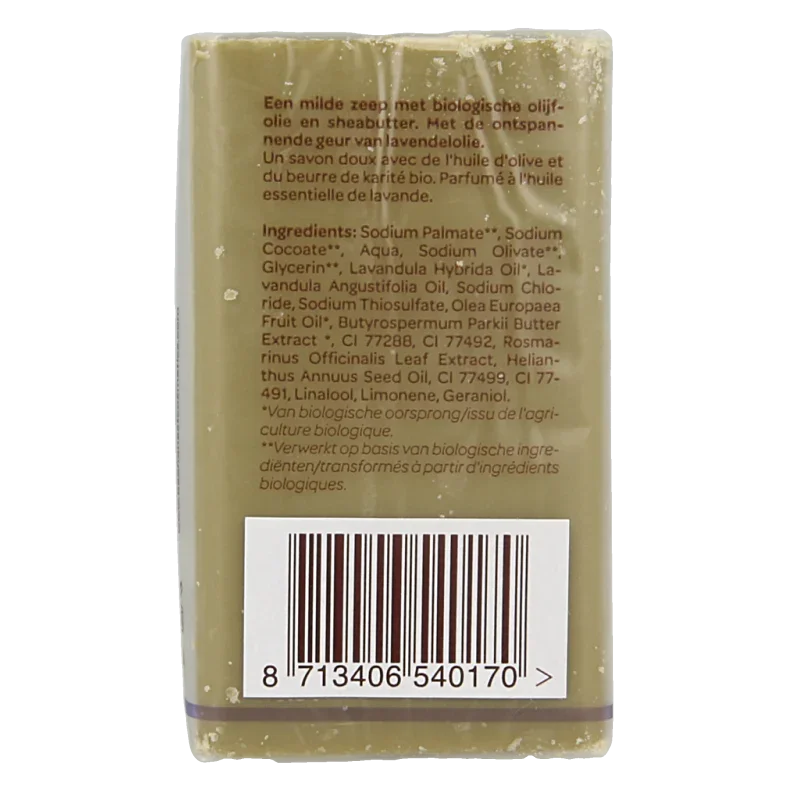 Een milde zeep met biologische olijf-
olie en sheabutter. Met de ontspan-
nende geur van lavendelolie.
Un savon doux avec de l'huile d'olive et
du beurre de karité bio. Parfumé à l'huile
essentielle de lavande.
Ingredients: Sodium Palmate**, Sodium
Cocoate**, Aqua, Sodium Olivate**,
Glycerin**, Lavandula Hybrida Oil*, La-
vandula Angustifolia Oil, Sodium Chlo-
ride, Sodium Thiosulfate, Olea Europaea
Fruit Oil*, Butyrospermum Parkii Butter
Extract *, CI 77288, CI 77492, Rosma-
rinus Officinalis Leaf Extract, Helian-
thus Annuus Seed Oil, CI 77499, CI 77-
491, Linalool, Limonene, Geraniol.
*Van biologische oorsprong/issu de l'agri-
culture biologique.
**Verwerkt op basis van biologische ingre-
diënten/transformés à partir d'ingrédients
biologiques.
8 713406 540170 >